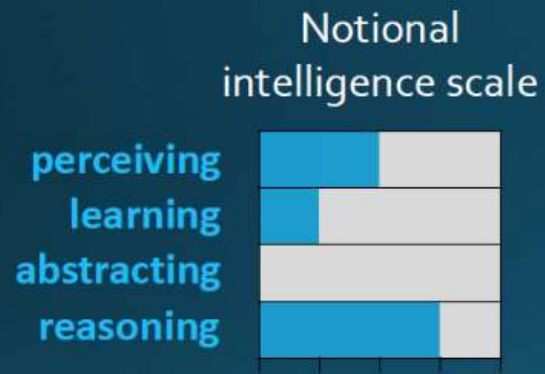 Notional
intelligence scale
perceiving
learning
abstracting
reasoning